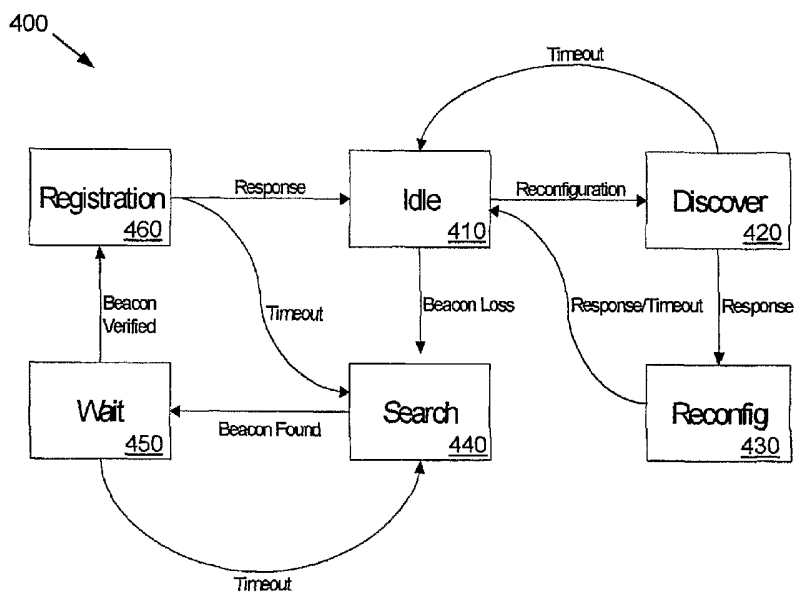 400
Timeout
Registration
460
Response
Idle
410
Reconfiguration
Discover
420
Beacon
Verified
Timeout
Beacon Loss
Response/Timeout
Response
Wait
450
Beacon Found
Search
440
Reconfig
430
Timeout